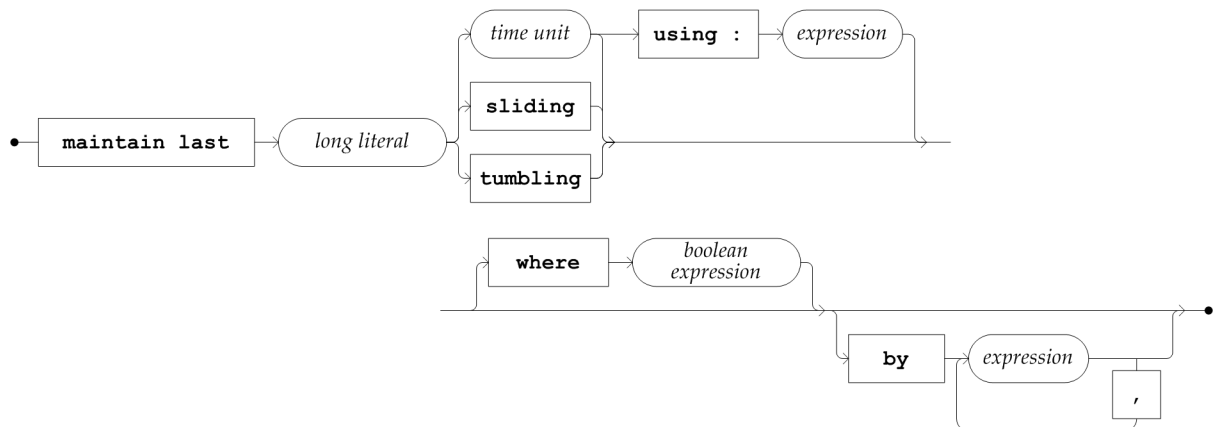 time unit using : expression
sliding
maintain last long literal
tumbling
where boolean
expression
by expression
,